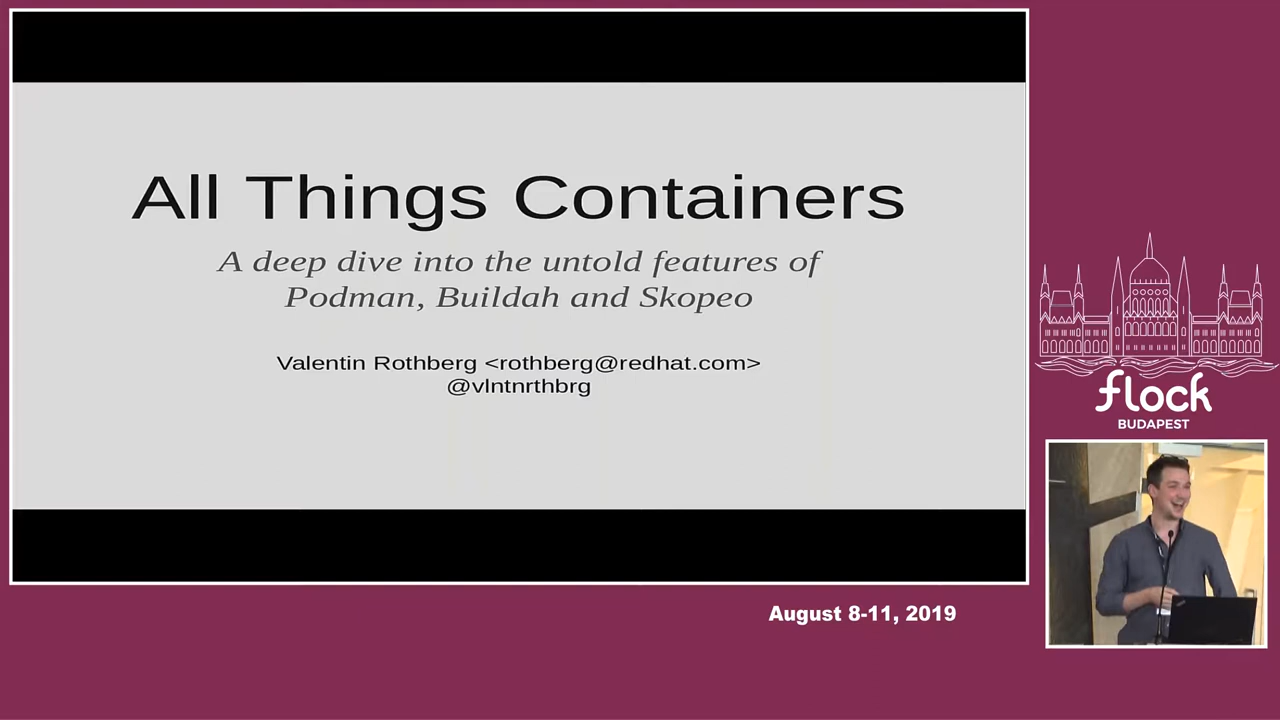 All Things Containers
A deep dive into the untold features of
Podman, Buildah and Skopeo
Valentin Rothberg <rothberg@redhat.com>
@vlntnrthbrg
flock
BUDAPEST
August 8-11, 2019